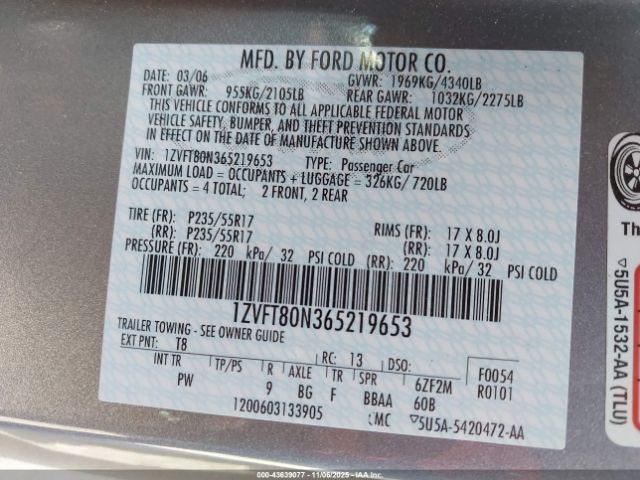 MFD. BY FORD MOTOR CO.
DATE: 03/06 GVWR: 1969KG/4340LB
FRONT GAWR: 955KG/2105LB REAR GAWR: 1032KG/2275LB
THIS VEHICLE CONFORMS TO ALL APPLICABLE FEDERAL MOTOR
VEHICLE SAFETY, BUMPER, AND THEFT PREVENTION STANDARDS
IN EFFECT ON THE DATE OF MANUFACTURE SHOWN ABOVE.
VIN: 1ZVFT80N365219653 TYPE: Passenger Car
MAXIMUM LOAD = OCCUPANTS + LUGGAGE = 326KG/720LB
OCCUPANTS = 4 TOTAL; 2 FRONT, 2 REAR
TIRE (FR): P235/55R17 RIMS (FR): 17 X 8.0J
(RR): P235/55R17 (RR): 17 X 8.0J
PRESSURE (FR): 220 kPa/ 32 PSI COLD (RR): 220 kPa/ 32 PSI COLD
1ZVFT80N365219653
TRAILER TOWING - SEE OWNER GUIDE
EXT PNT: T8 RC: 13 DSO: F0054
INT TR TP/PS R AXLE TR SPR 6ZF2M R0101
PW 9 BG F BBAA 60B
1200603133905 MC ▽5U5A-5420472-AA
Th
▽5U5A-1532-AA (TLU)
000-43639077 - 11/06/2025 - IAAI.com